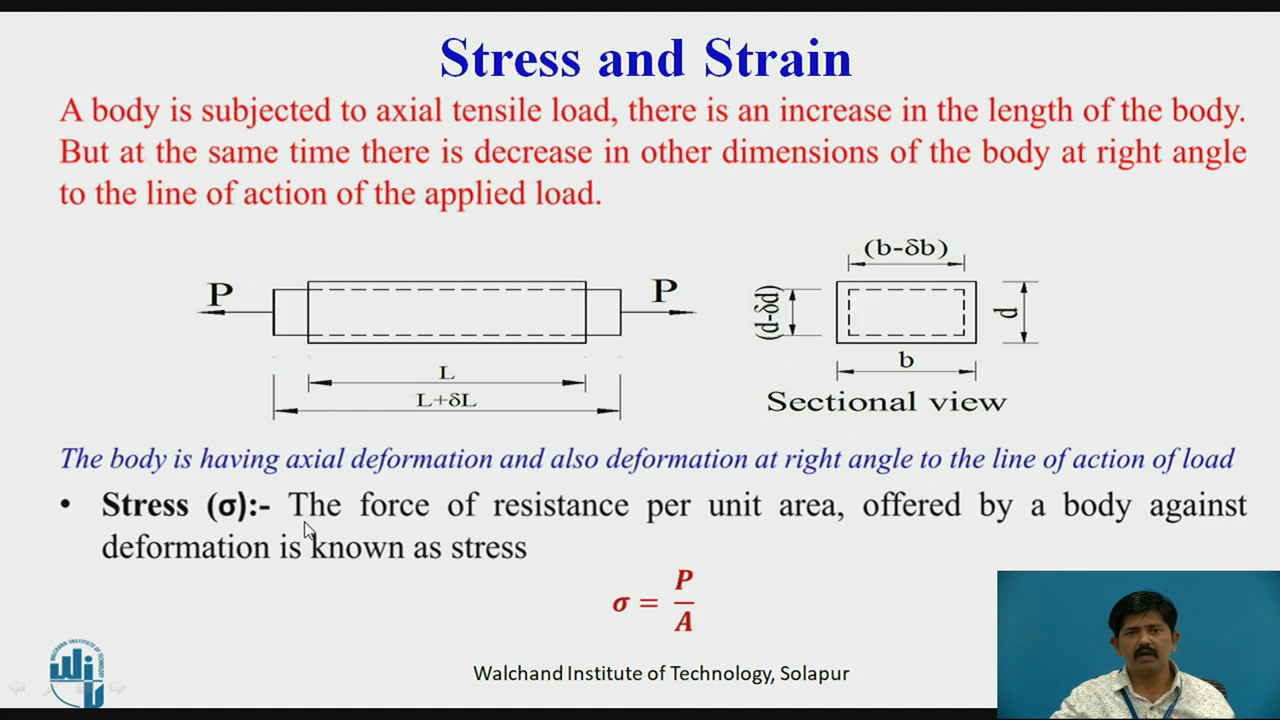 Stress and Strain
A body is subjected to axial tensile load, there is an increase in the length of the body.
But at the same time there is decrease in other dimensions of the body at right angle
to the line of action of the applied load.
(b-δb)
P
P
(d-δd)
d
L
b
L+δL
Sectional view
The body is having axial deformation and also deformation at right angle to the line of action of load
• Stress (σ):- The force of resistance per unit area, offered by a body against
deformation is known as stress
σ = P/A
WALCHAND INSTITUTE OF TECHNOLOGY
Walchand Institute of Technology, Solapur